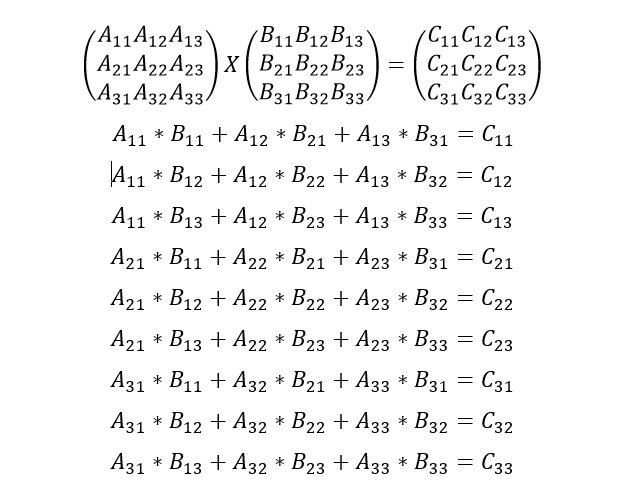 (A₁₁A₁₂A₁₃) (B₁₁B₁₂B₁₃) (C₁₁C₁₂C₁₃)
(A₂₁A₂₂A₂₃) X (B₂₁B₂₂B₂₃) = (C₂₁C₂₂C₂₃)
(A₃₁A₃₂A₃₃) (B₃₁B₃₂B₃₃) (C₃₁C₃₂C₃₃)
A₁₁ * B₁₁ + A₁₂ * B₂₁ + A₁₃ * B₃₁ = C₁₁
A₁₁ * B₁₂ + A₁₂ * B₂₂ + A₁₃ * B₃₂ = C₁₂
A₁₁ * B₁₃ + A₁₂ * B₂₃ + A₁₃ * B₃₃ = C₁₃
A₂₁ * B₁₁ + A₂₂ * B₂₁ + A₂₃ * B₃₁ = C₂₁
A₂₁ * B₁₂ + A₂₂ * B₂₂ + A₂₃ * B₃₂ = C₂₂
A₂₁ * B₁₃ + A₂₂ * B₂₃ + A₂₃ * B₃₃ = C₂₃
A₃₁ * B₁₁ + A₃₂ * B₂₁ + A₃₃ * B₃₁ = C₃₁
A₃₁ * B₁₂ + A₃₂ * B₂₂ + A₃₃ * B₃₂ = C₃₂
A₃₁ * B₁₃ + A₃₂ * B₂₃ + A₃₃ * B₃₃ = C₃₃